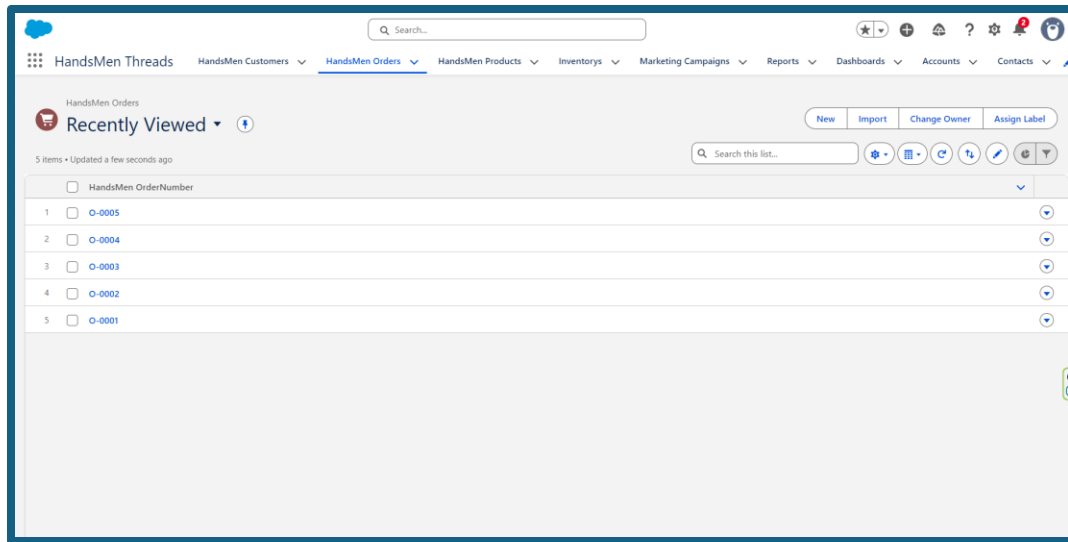 Search...
2
HandsMen Threads HandsMen Customers HandsMen Orders HandsMen Products Inventorys Marketing Campaigns Reports Dashboards Accounts Contacts
HandsMen Orders
Recently Viewed
New Import Change Owner Assign Label
5 items • Updated a few seconds ago
Search this list...
HandsMen OrderNumber
1 O-0005
2 O-0004
3 O-0003
4 O-0002
5 O-0001